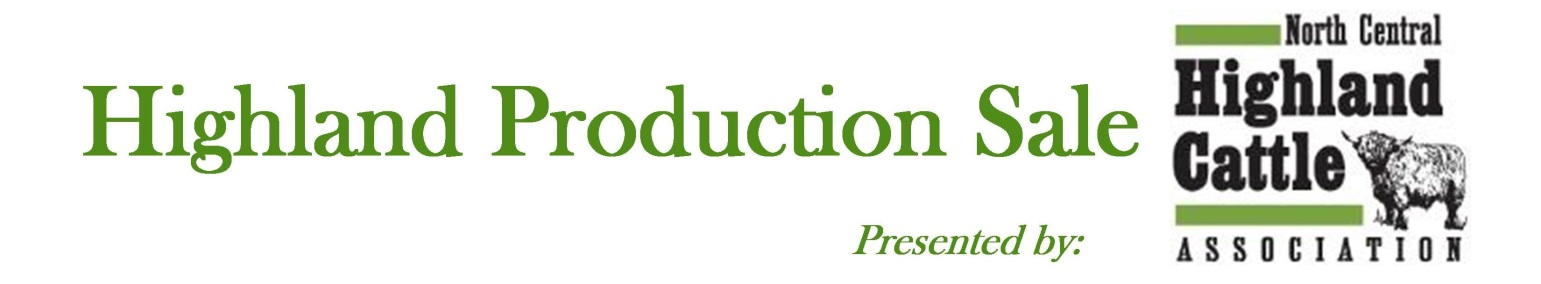 Highland Production Sale
Presented by:
North Central
Highland
Cattle
ASSOCIATION